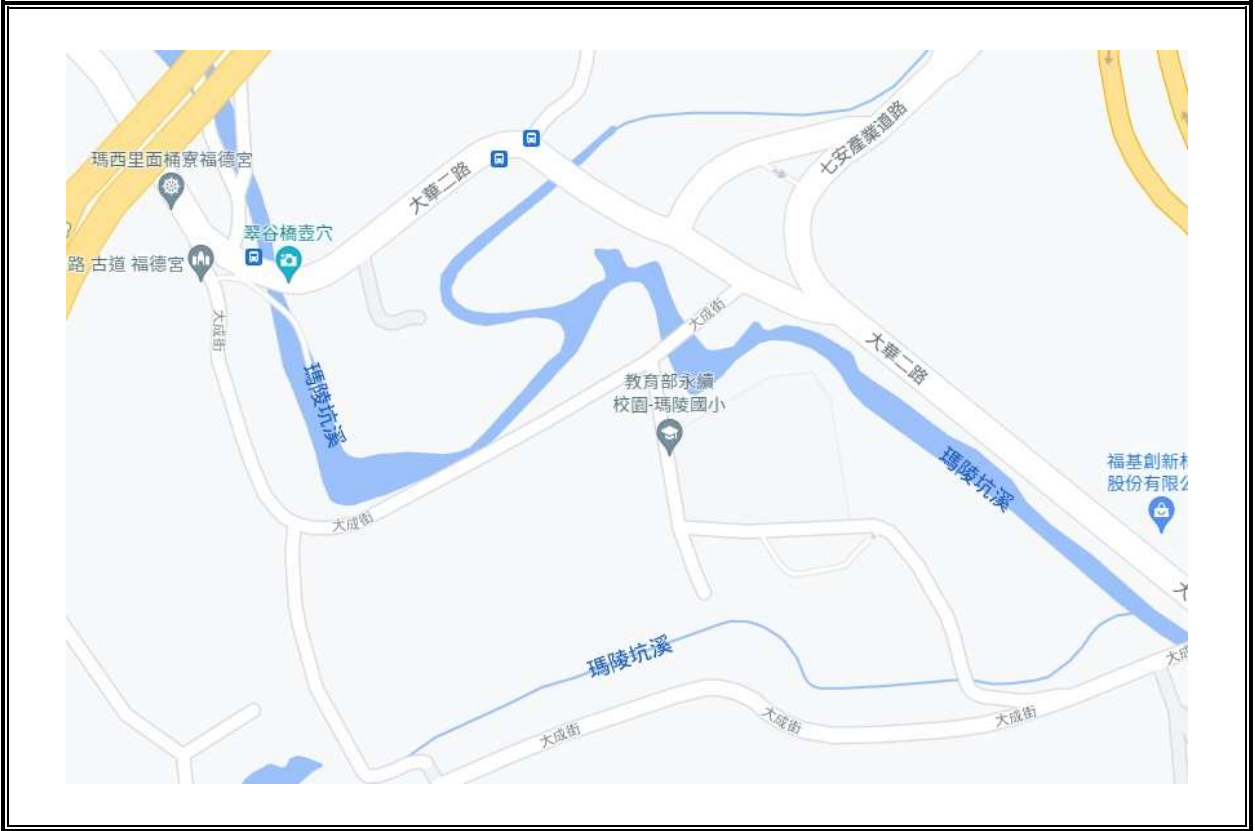 七安產業道路
瑪西里面桶寮福德宮
大華二路
翠谷橋壺穴
路 古道 福德宮
大成街
大成街
大華二路
瑪陵坑溪
教育部永續
校園-瑪陵國小
瑪陵坑溪
福基創新材
股份有限公
大成街
大
瑪陵坑溪
大成
大成街
大成街
大成街